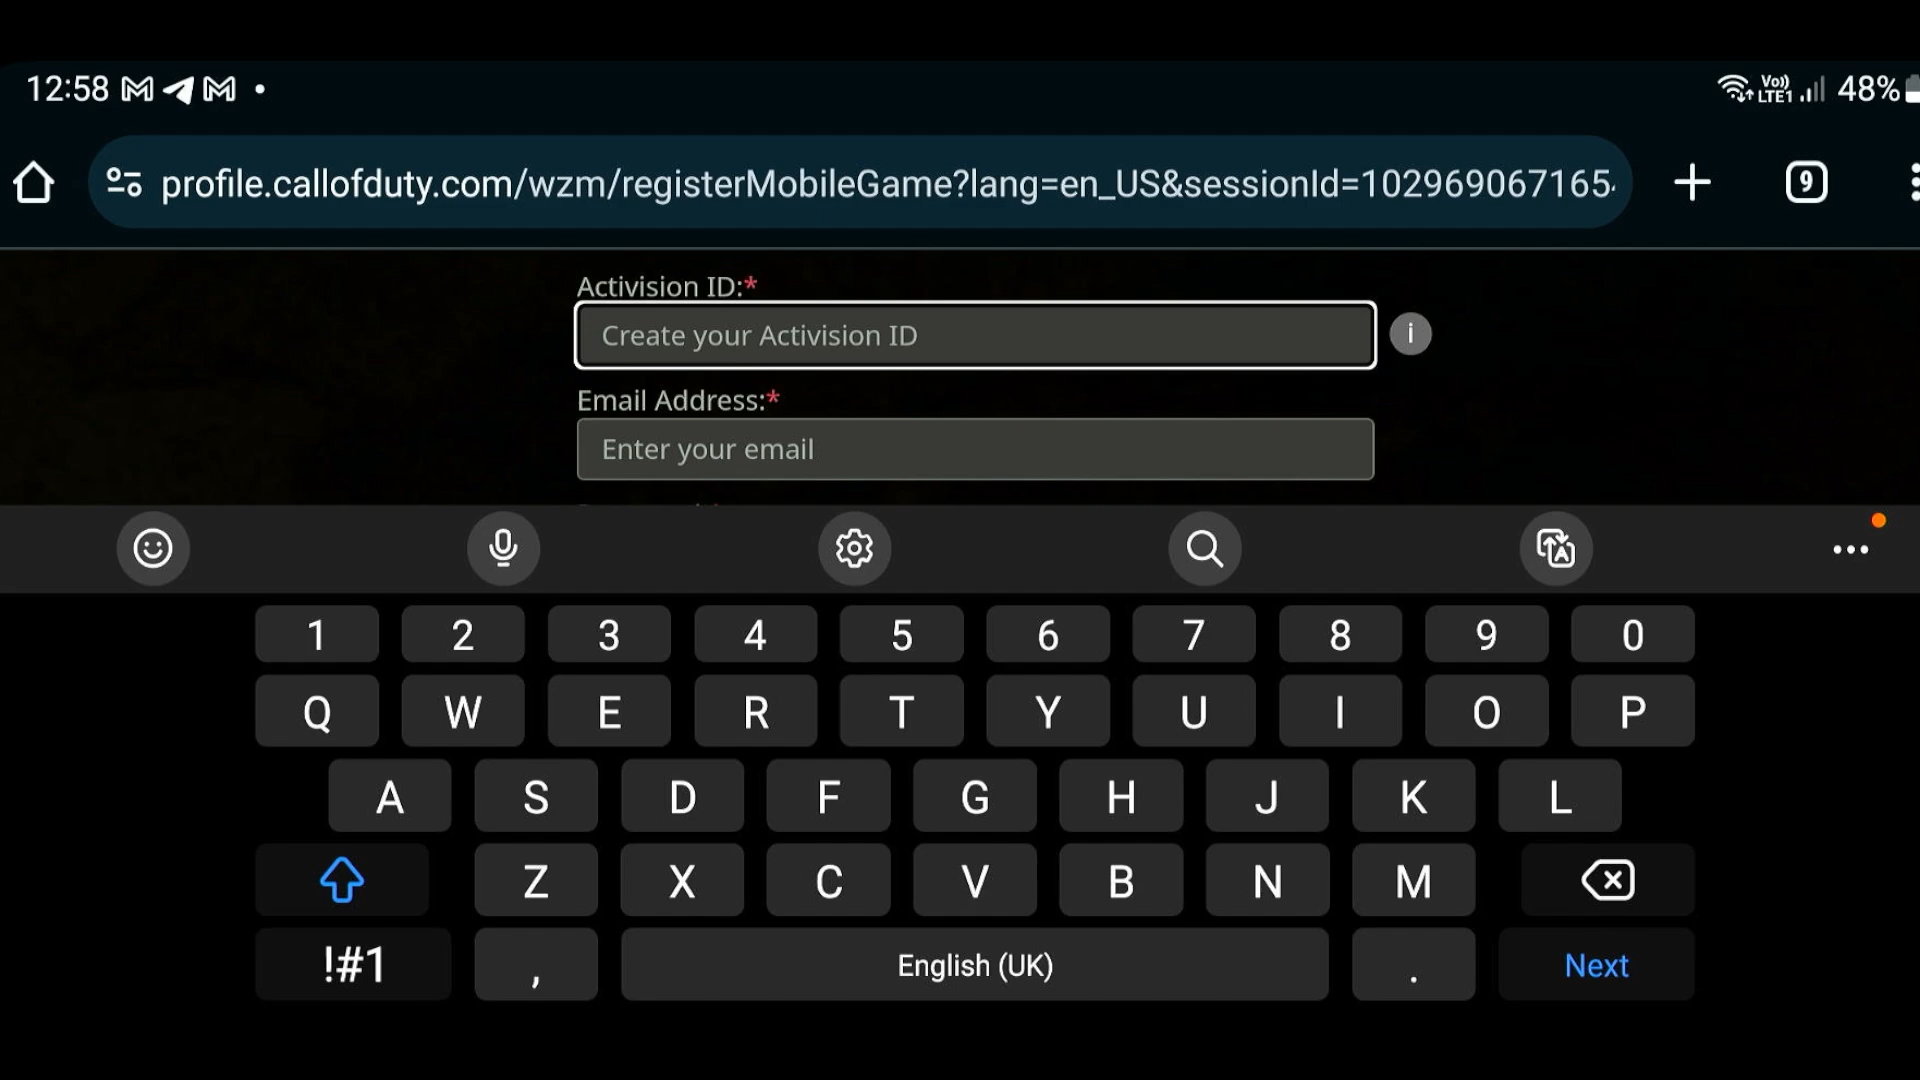 12:58
Vo))
LTE1
48%
profile.callofduty.com/wzm/registerMobileGame?lang=en_US&sessionId=102969067165
9
Activision ID:*
Create your Activision ID
i
Email Address:*
Enter your email
1 2 3 4 5 6 7 8 9 0
Q W E R T Y U I O P
A S D F G H J K L
Z X C V B N M
!#1 , English (UK) . Next